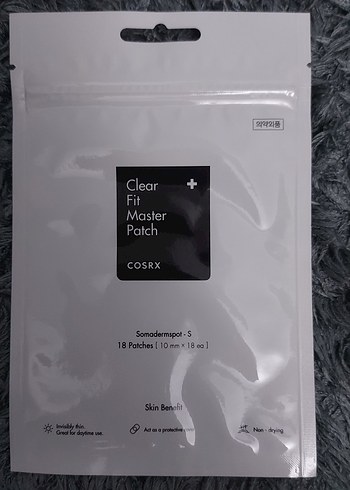 의약외품
Clear
Fit
Master
Patch
COSRX
Somadermspot - S
18 Patches [ 10 mm × 18 ea ]
Skin Benefit
Invisibly thin.
Great for daytime use.
Act as a protective
Non - drying